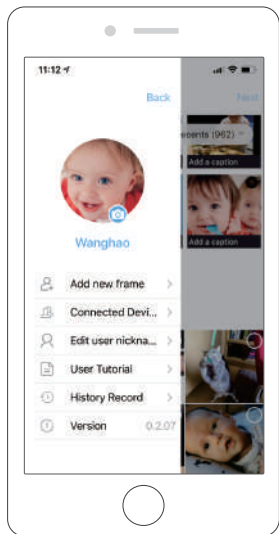 11:12
Back
Next
ecents (962)
Add a caption
Add a caption
Wanghao
Add new frame
Connected Devi...
Edit user nickna...
User Tutorial
History Record
Version 0.2.07